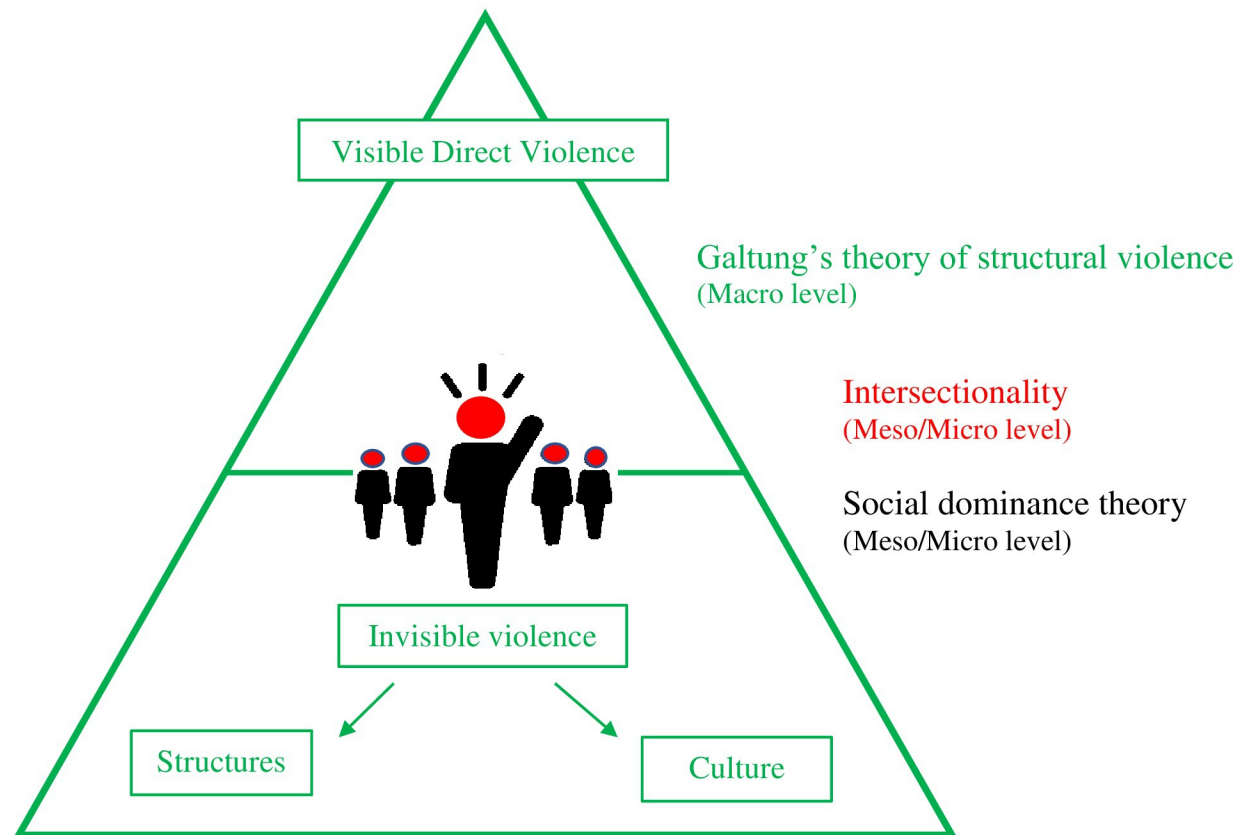 Visible Direct Violence
Galtung’s theory of structural violence
(Macro level)
Intersectionality
(Meso/Micro level)
Social dominance theory
(Meso/Micro level)
Invisible violence
Structures
Culture